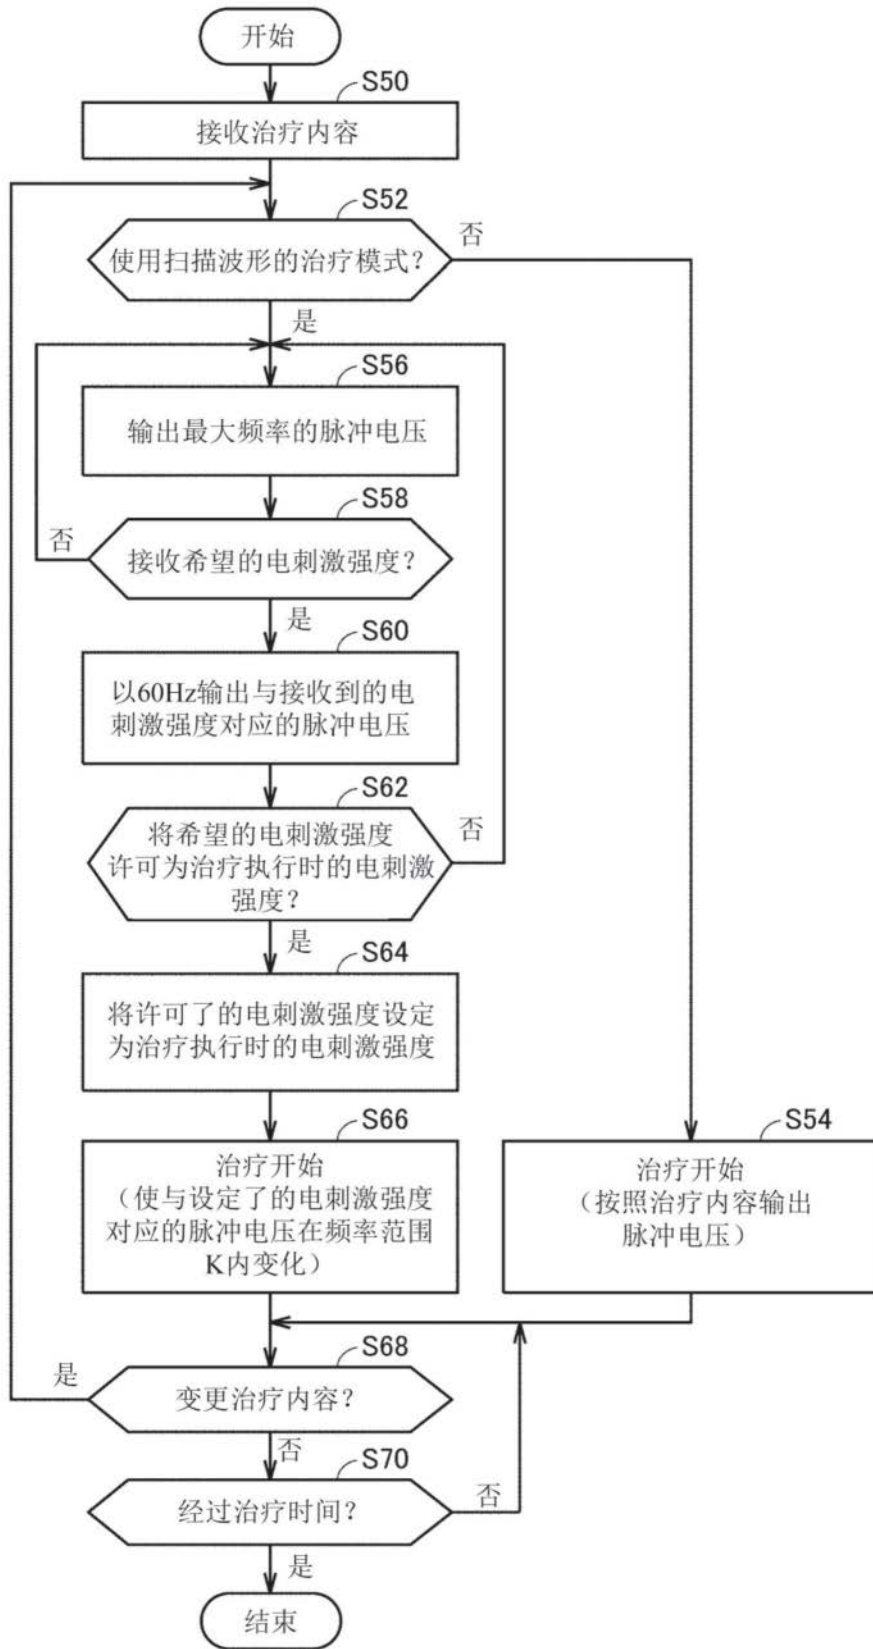 开始
S50
接收治疗内容
S52
使用扫描波形的治疗模式？
否
是
S56
输出最大频率的脉冲电压
S58
否
接收希望的电刺激强度？
是
S60
以60Hz输出与接收到的电
刺激强度对应的脉冲电压
S62
将希望的电刺激强度
许可为治疗执行时的电刺激
强度？
否
是
S64
将许可了的电刺激强度设定
为治疗执行时的电刺激强度
S66
治疗开始
（使与设定了的电刺激强度
对应的脉冲电压在频率范围
K内变化）
S54
治疗开始
（按照治疗内容输出
脉冲电压）
S68
是
变更治疗内容？
否
S70
经过治疗时间？
否
是
结束